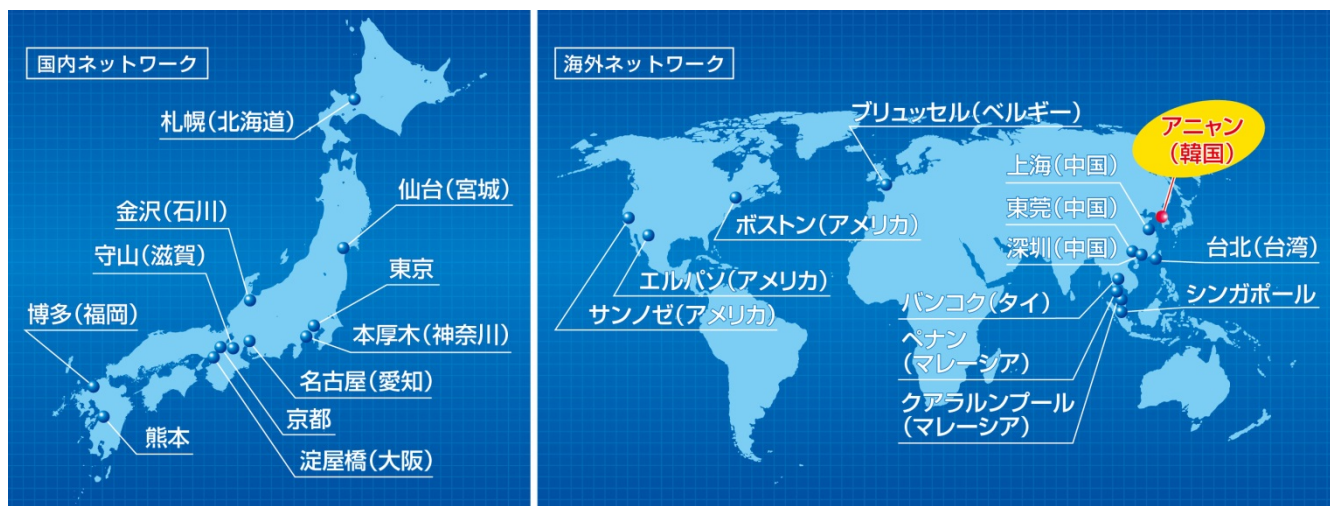 国内ネットワーク
札幌(北海道)
仙台(宮城)
金沢(石川)
守山(滋賀)
東京
博多(福岡)
本厚木(神奈川)
名古屋(愛知)
京都
熊本
淀屋橋(大阪)
海外ネットワーク
ブリュッセル(ベルギー)
アニャン
(韓国)
上海(中国)
東莞(中国)
ボストン(アメリカ)
深圳(中国)
台北(台湾)
エルパソ(アメリカ)
バンコク(タイ)
シンガポール
サンノゼ(アメリカ)
ペナン
(マレーシア)
クアラルンプール
(マレーシア)